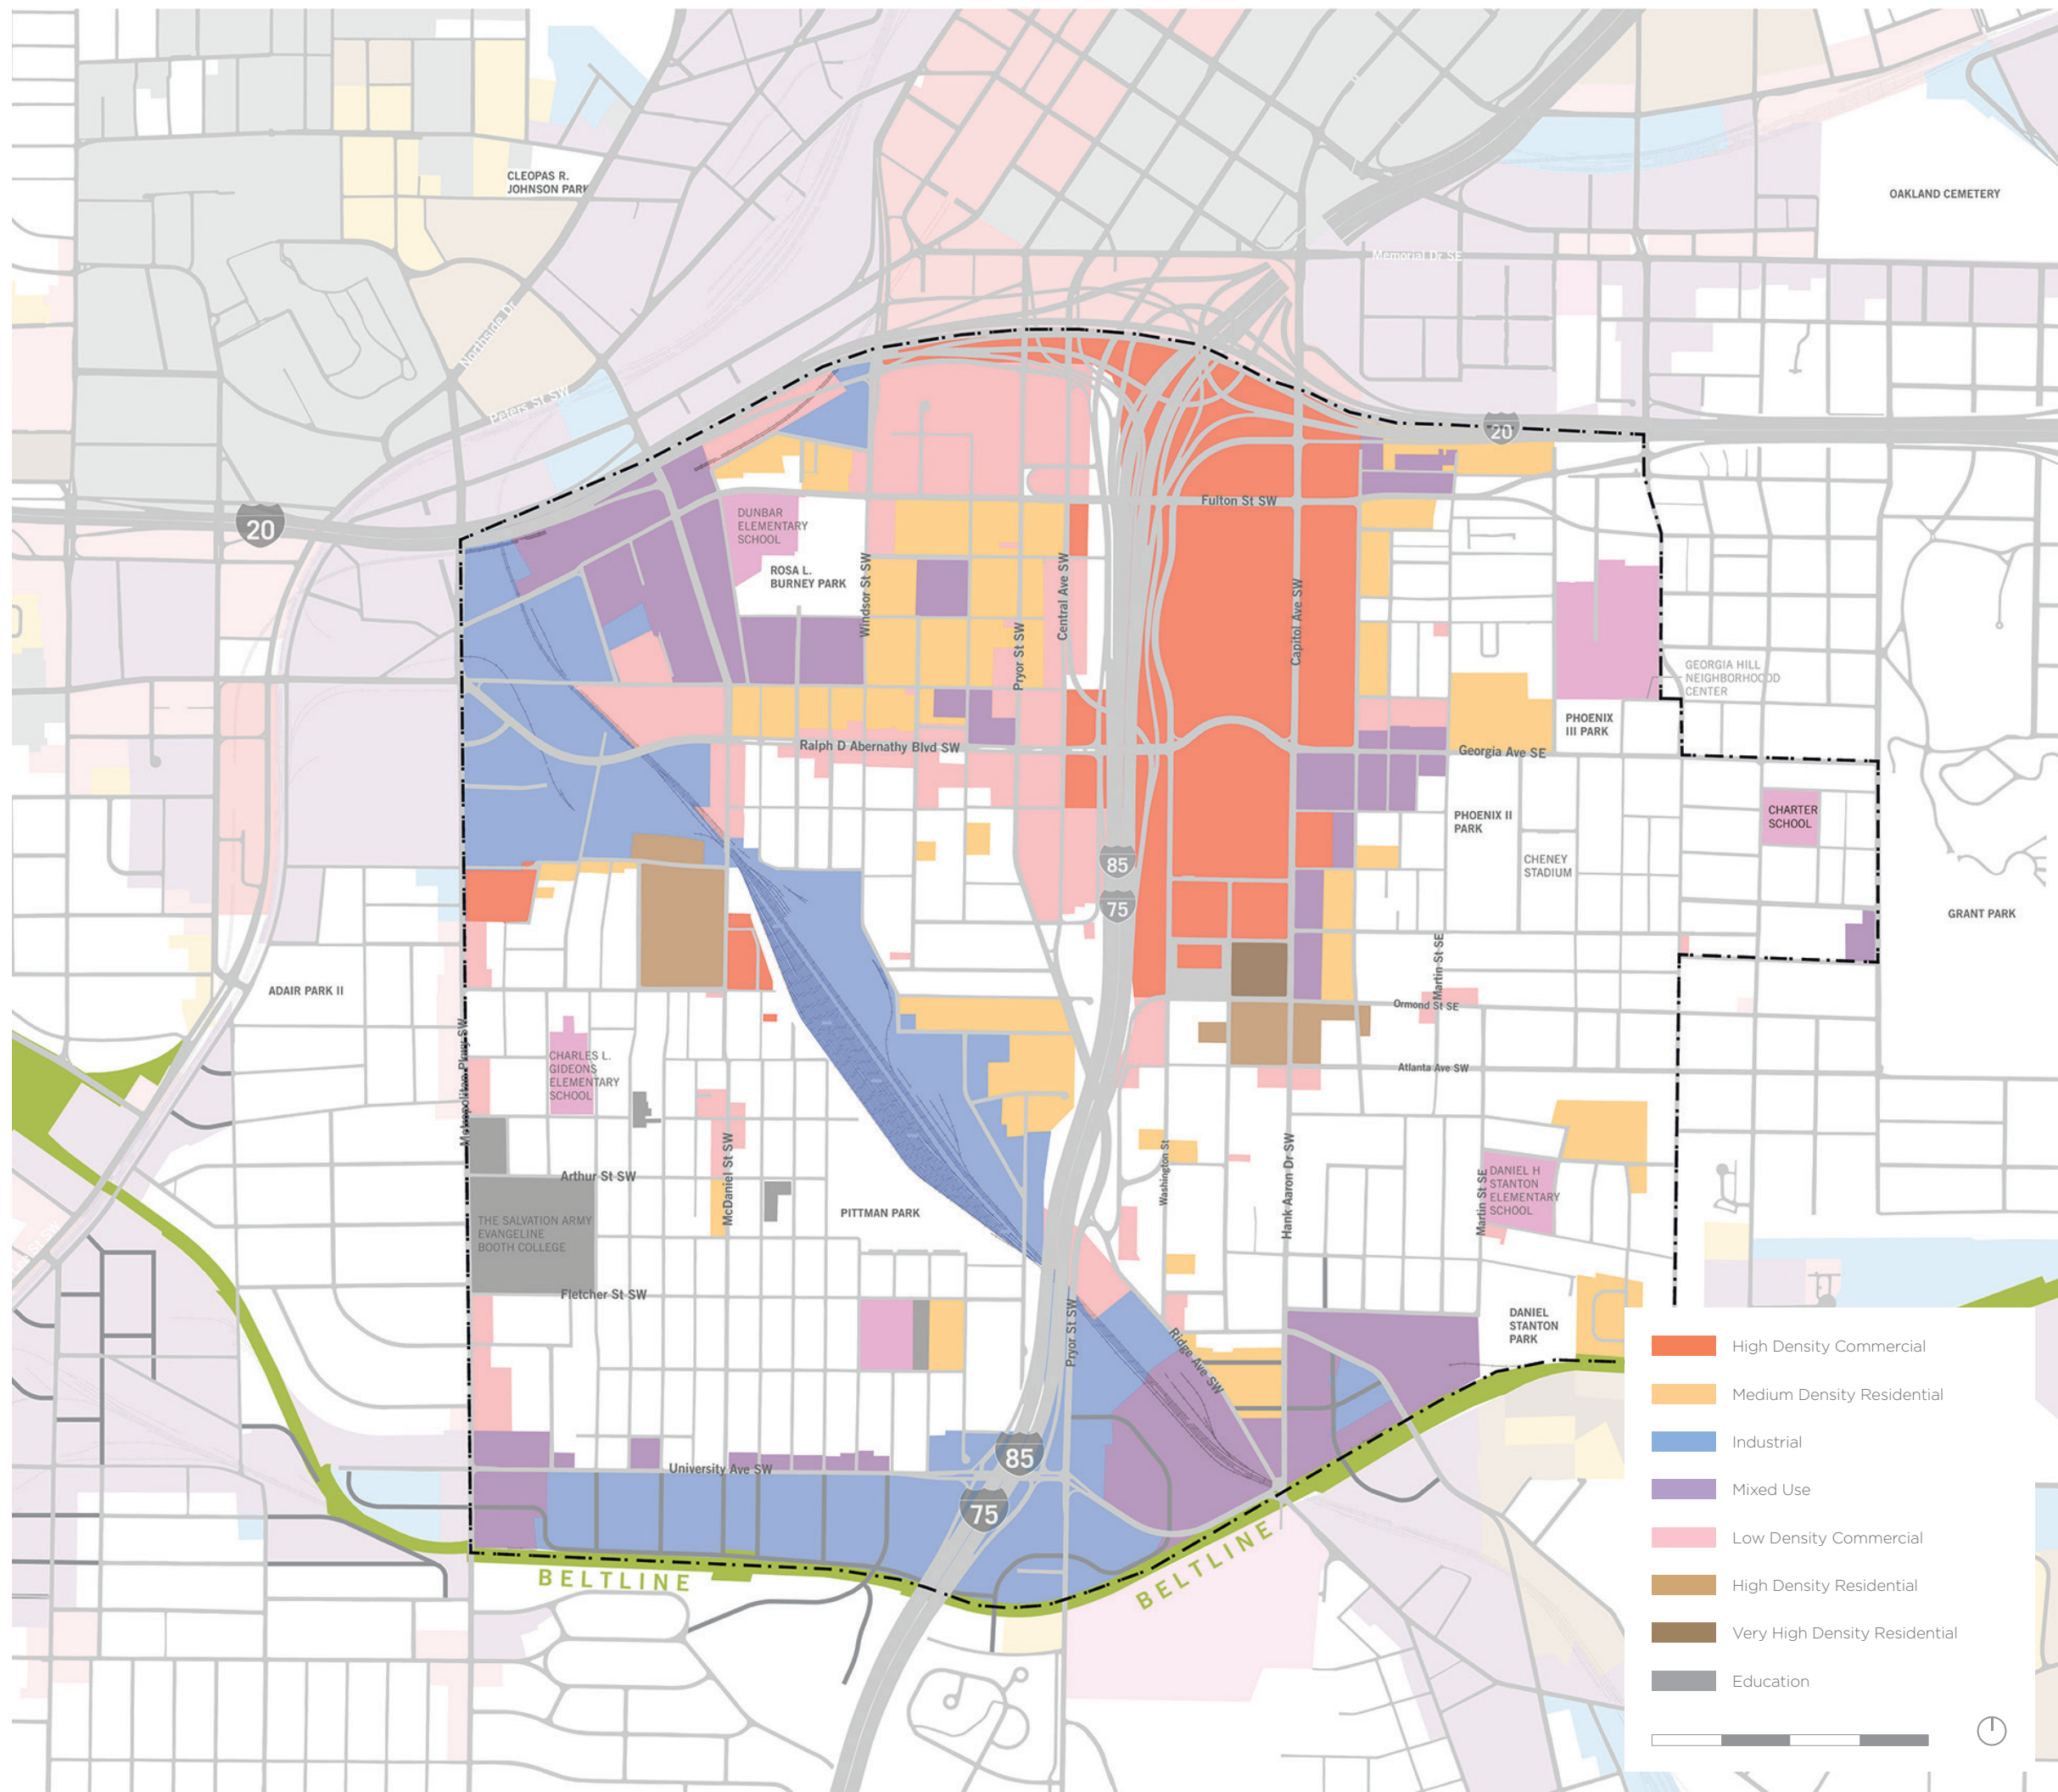 CLEOPAS R.
JOHNSON PARK
OAKLAND CEMETERY
Memorial Dr SE
Northside Dr
Peters St SW
20
20
Fulton St SW
DUNBAR
ELEMENTARY
SCHOOL
ROSA L.
BURNEY PARK
Windsor St SW
Central Ave SW
Pryor St SW
Capitol Ave SW
GEORGIA HILL
NEIGHBORHOOOD
CENTER
PHOENIX
III PARK
Ralph D Abernathy Blvd SW
Georgia Ave SE
PHOENIX II
PARK
CHARTER
SCHOOL
CHENEY
STADIUM
85
75
GRANT PARK
ADAIR PARK II
Martin St SE
Ormond St SE
Metropolitan Pkwy SW
CHARLES L.
GIDEONS
ELEMENTARY
SCHOOL
Atlanta Ave SW
McDaniel St SW
Arthur St SW
Washington St
Hank Aaron Dr SW
Martin St SE
DANIEL H
STANTON
ELEMENTARY
SCHOOL
PITTMAN PARK
THE SALVATION ARMY
EVANGELINE
BOOTH COLLEGE
Fletcher St SW
Pryor St SW
Ridge Ave SW
DANIEL
STANTON
PARK
85
University Ave SW
75
BELTLINE
BELTLINE
High Density Commercial
Medium Density Residential
Industrial
Mixed Use
Low Density Commercial
High Density Residential
Very High Density Residential
Education